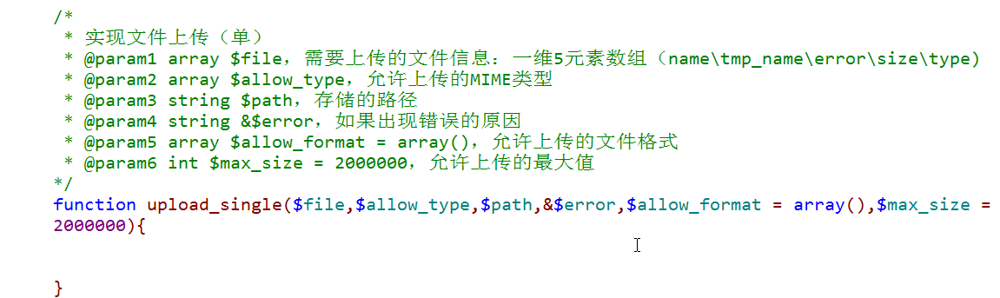 /*
* 实现文件上传（单）
* @param1 array $file，需要上传的文件信息：一维5元素数组（name\tmp_name\error\size\type)
* @param2 array $allow_type，允许上传的MIME类型
* @param3 string $path，存储的路径
* @param4 string &$error，如果出现错误的原因
* @param5 array $allow_format = array()，允许上传的文件格式
* @param6 int $max_size = 2000000，允许上传的最大值
*/
function upload_single($file,$allow_type,$path,&$error,$allow_format = array(),$max_size =
2000000){
}